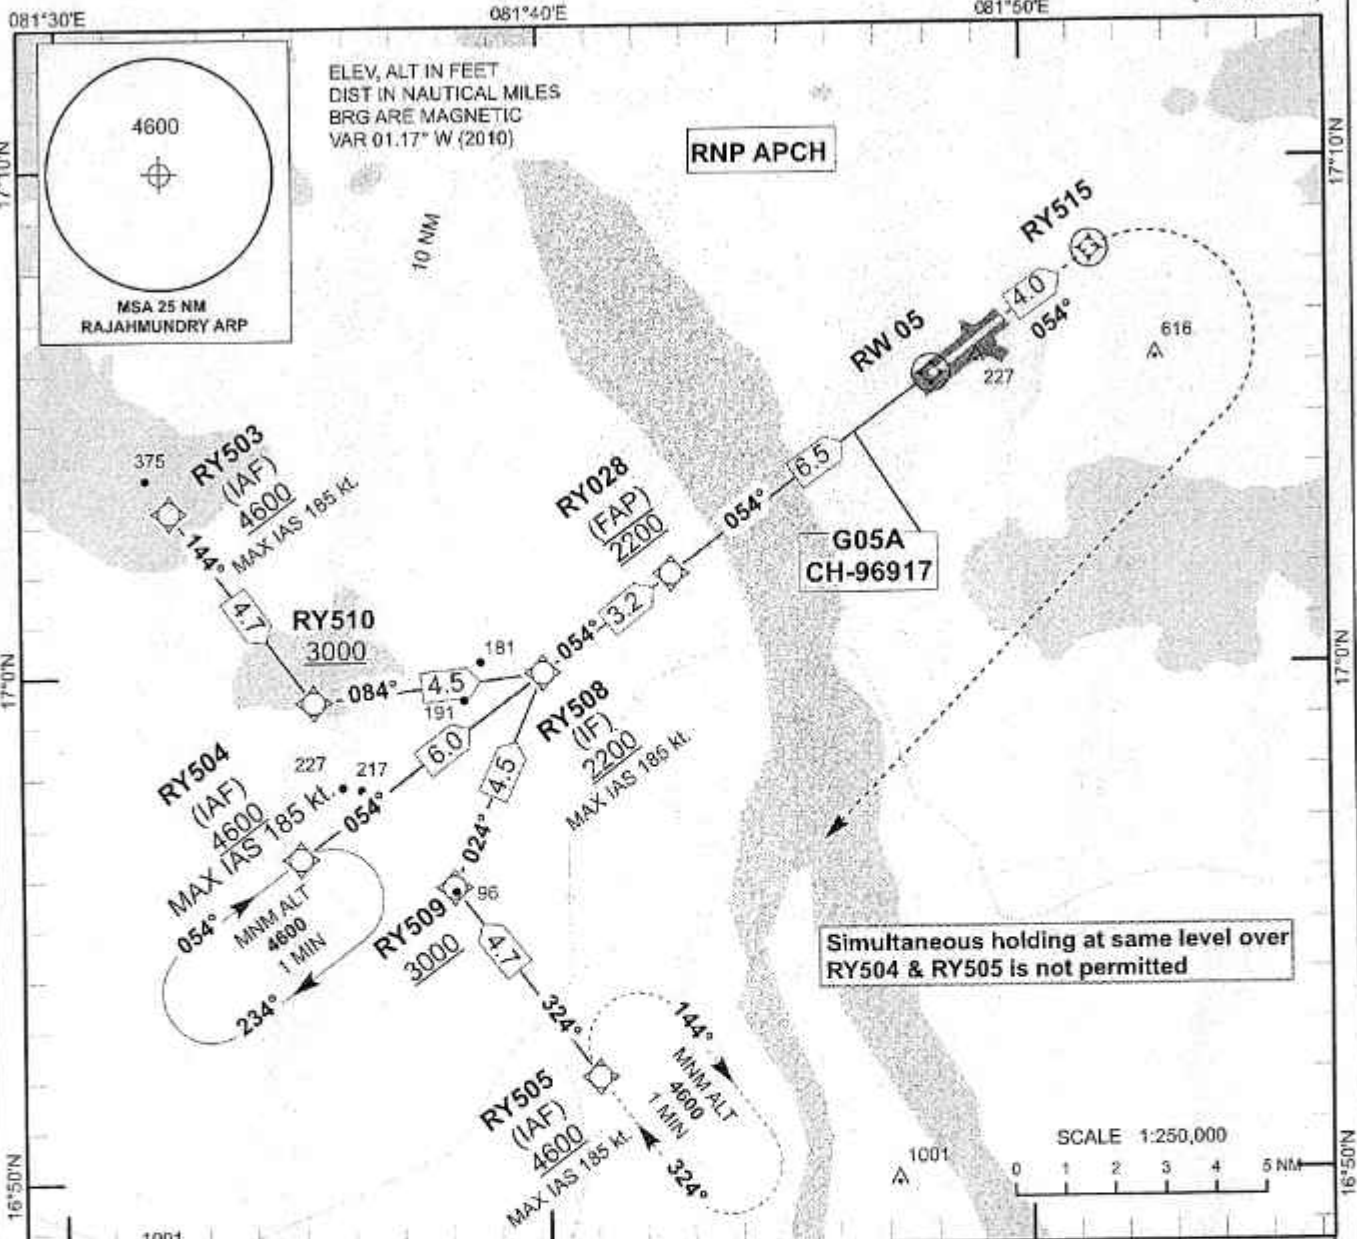 081°30'E
081°40'E
081°50'E
4600
MSA 25 NM
RAJAHMUNDRY ARP
ELEV, ALT IN FEET
DIST IN NAUTICAL MILES
BRG ARE MAGNETIC
VAR 01.17° W (2010)
RNP APCH
17°10'N
10 NM
RY515
4.0
054°
RW 05
227
616
375
RY503
(IAF)
4600
MAX IAS 185 kt.
144°
4.7
RY028
(FAP)
2200
6.5
054°
G05A
CH-96917
RY510
3000
084°
4.5
181
191
054°
3.2
RY508
(IF)
2200
MAX IAS 185 kt.
17°0'N
17°0'N
RY504
(IAF)
4600
MAX IAS 185 kt.
227
217
054°
6.0
4.5
024°
054°
MNM ALT
4600
1 MIN
234°
RY509
3000
96
4.7
324°
Simultaneous holding at same level over
RY504 & RY505 is not permitted
144°
MNM ALT
4600
1 MIN
324°
RY505
(IAF)
4600
MAX IAS 185 kt.
1001
SCALE 1:250,000
0 1 2 3 4 5 NM
16°50'N
16°50'N
17°10'N